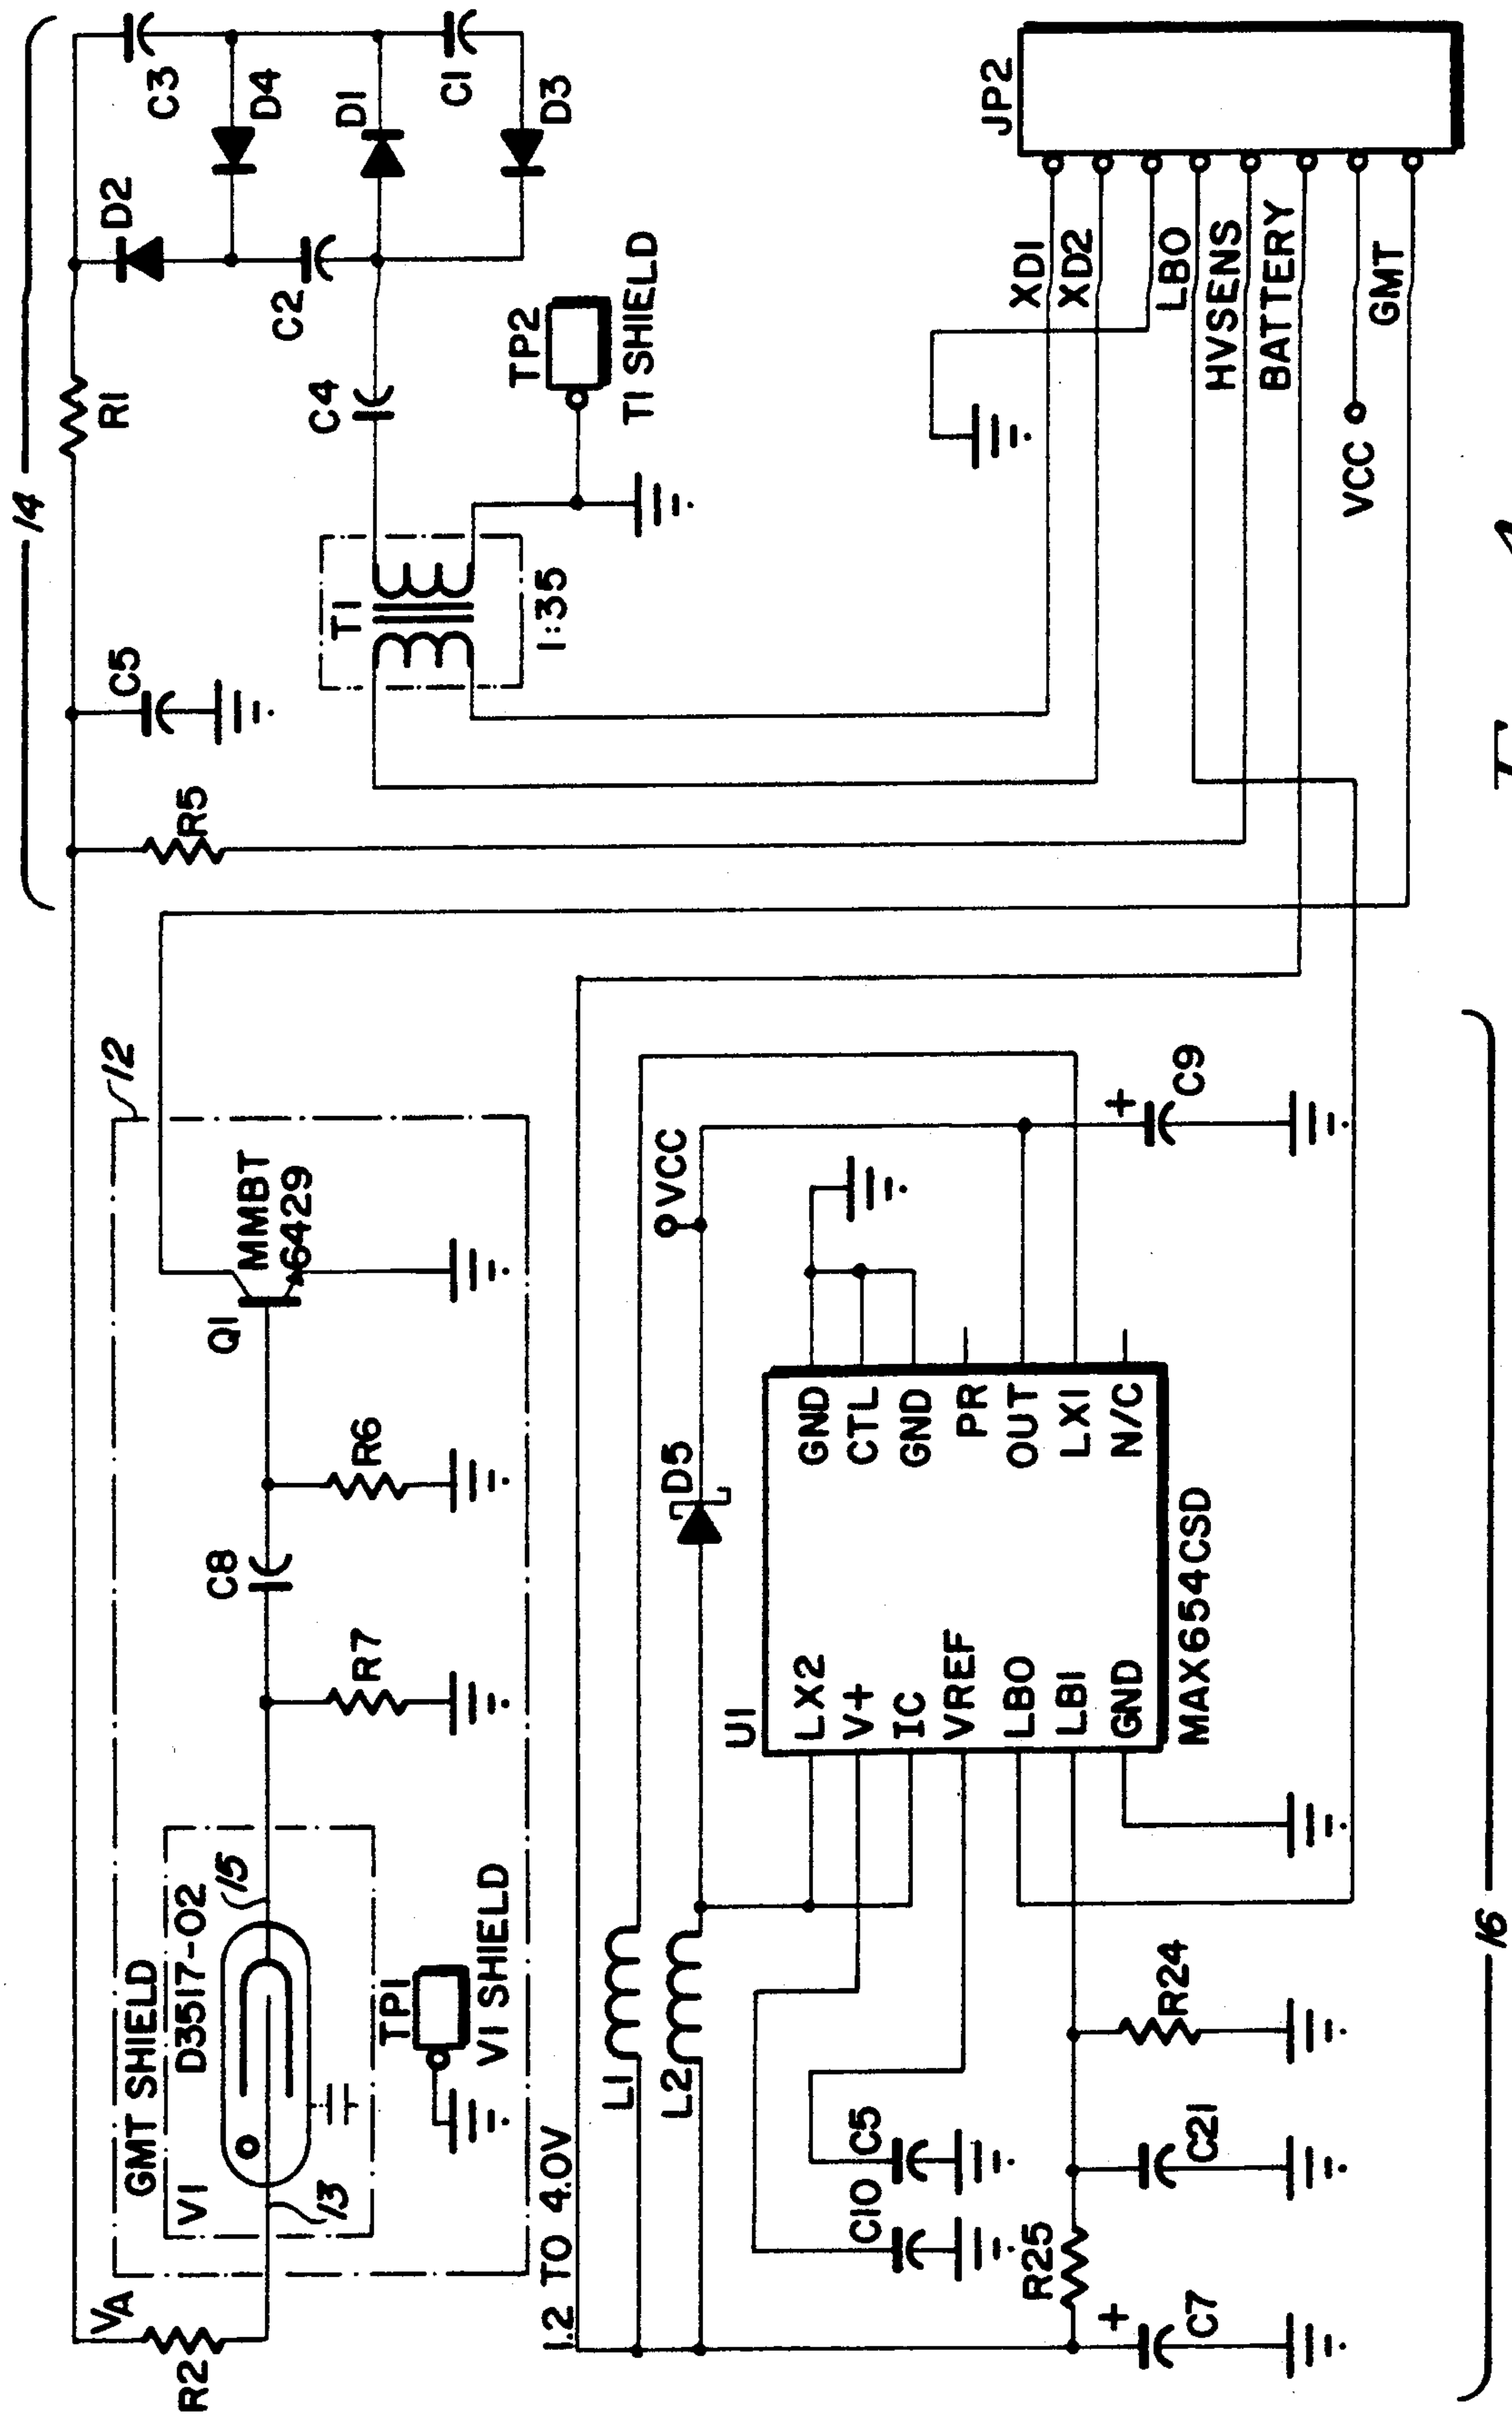 14
C3
D4
D1
C1
D3
D2
C2
R1
C4
TP2
T1 SHIELD
T1
1:35
C5
R5
JP2
XD1
XD2
LBO
HVSENS
BATTERY
GMT
VCC
12
MMBT
6429
Q1
R6
C8
R7
GMT SHIELD
D3517-02
15
V1
13
TP1
V1 SHIELD
VA
R2
1.2 TO 4.0V
L1
L2
D5
VCC
C9
U1
LX2
V+
IC
VREF
LBO
LBI
GND
GND
CTL
GND
PR
OUT
LX1
N/C
MAX654CSD
C10
C5
R25
R24
C21
C7
+
+
16